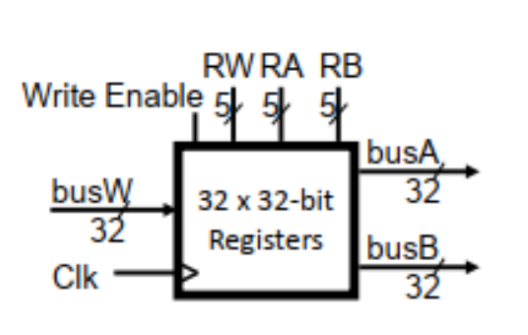 RW RA RB
Write Enable 5 5 5
busA
busW
32 x 32-bit
32
32
Registers
busB
Clk
32